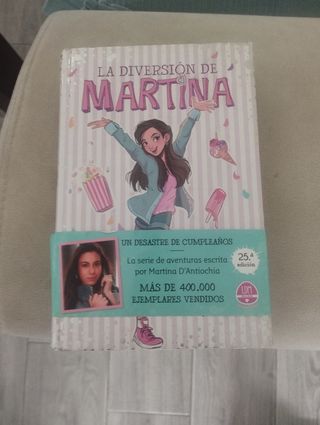 LA DIVERSIÓN DE
MARTINA
UN DESASTRE DE CUMPLEAÑOS
La serie de aventuras escrita
por Martina D'Antiochia
MÁS DE 400.000
EJEMPLARES VENDIDOS
25.ª
edición